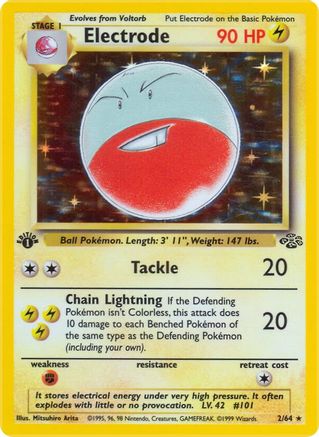 STAGE 1
Evolves from Voltorb
Put Electrode on the Basic Pokémon
Electrode
90 HP
EDITION
1
Ball Pokémon. Length: 3' 11", Weight: 147 lbs.
Tackle 20
Chain Lightning If the Defending
Pokémon isn't Colorless, this attack does
10 damage to each Benched Pokémon of
the same type as the Defending Pokémon
(including your own).
20
weakness resistance retreat cost
It stores electrical energy under very high pressure. It often
explodes with little or no provocation. LV. 42 #101
Illus. Mitsuhiro Arita ©1995, 96, 98 Nintendo, Creatures, GAMEFREAK. ©1999 Wizards. 2/64 ★